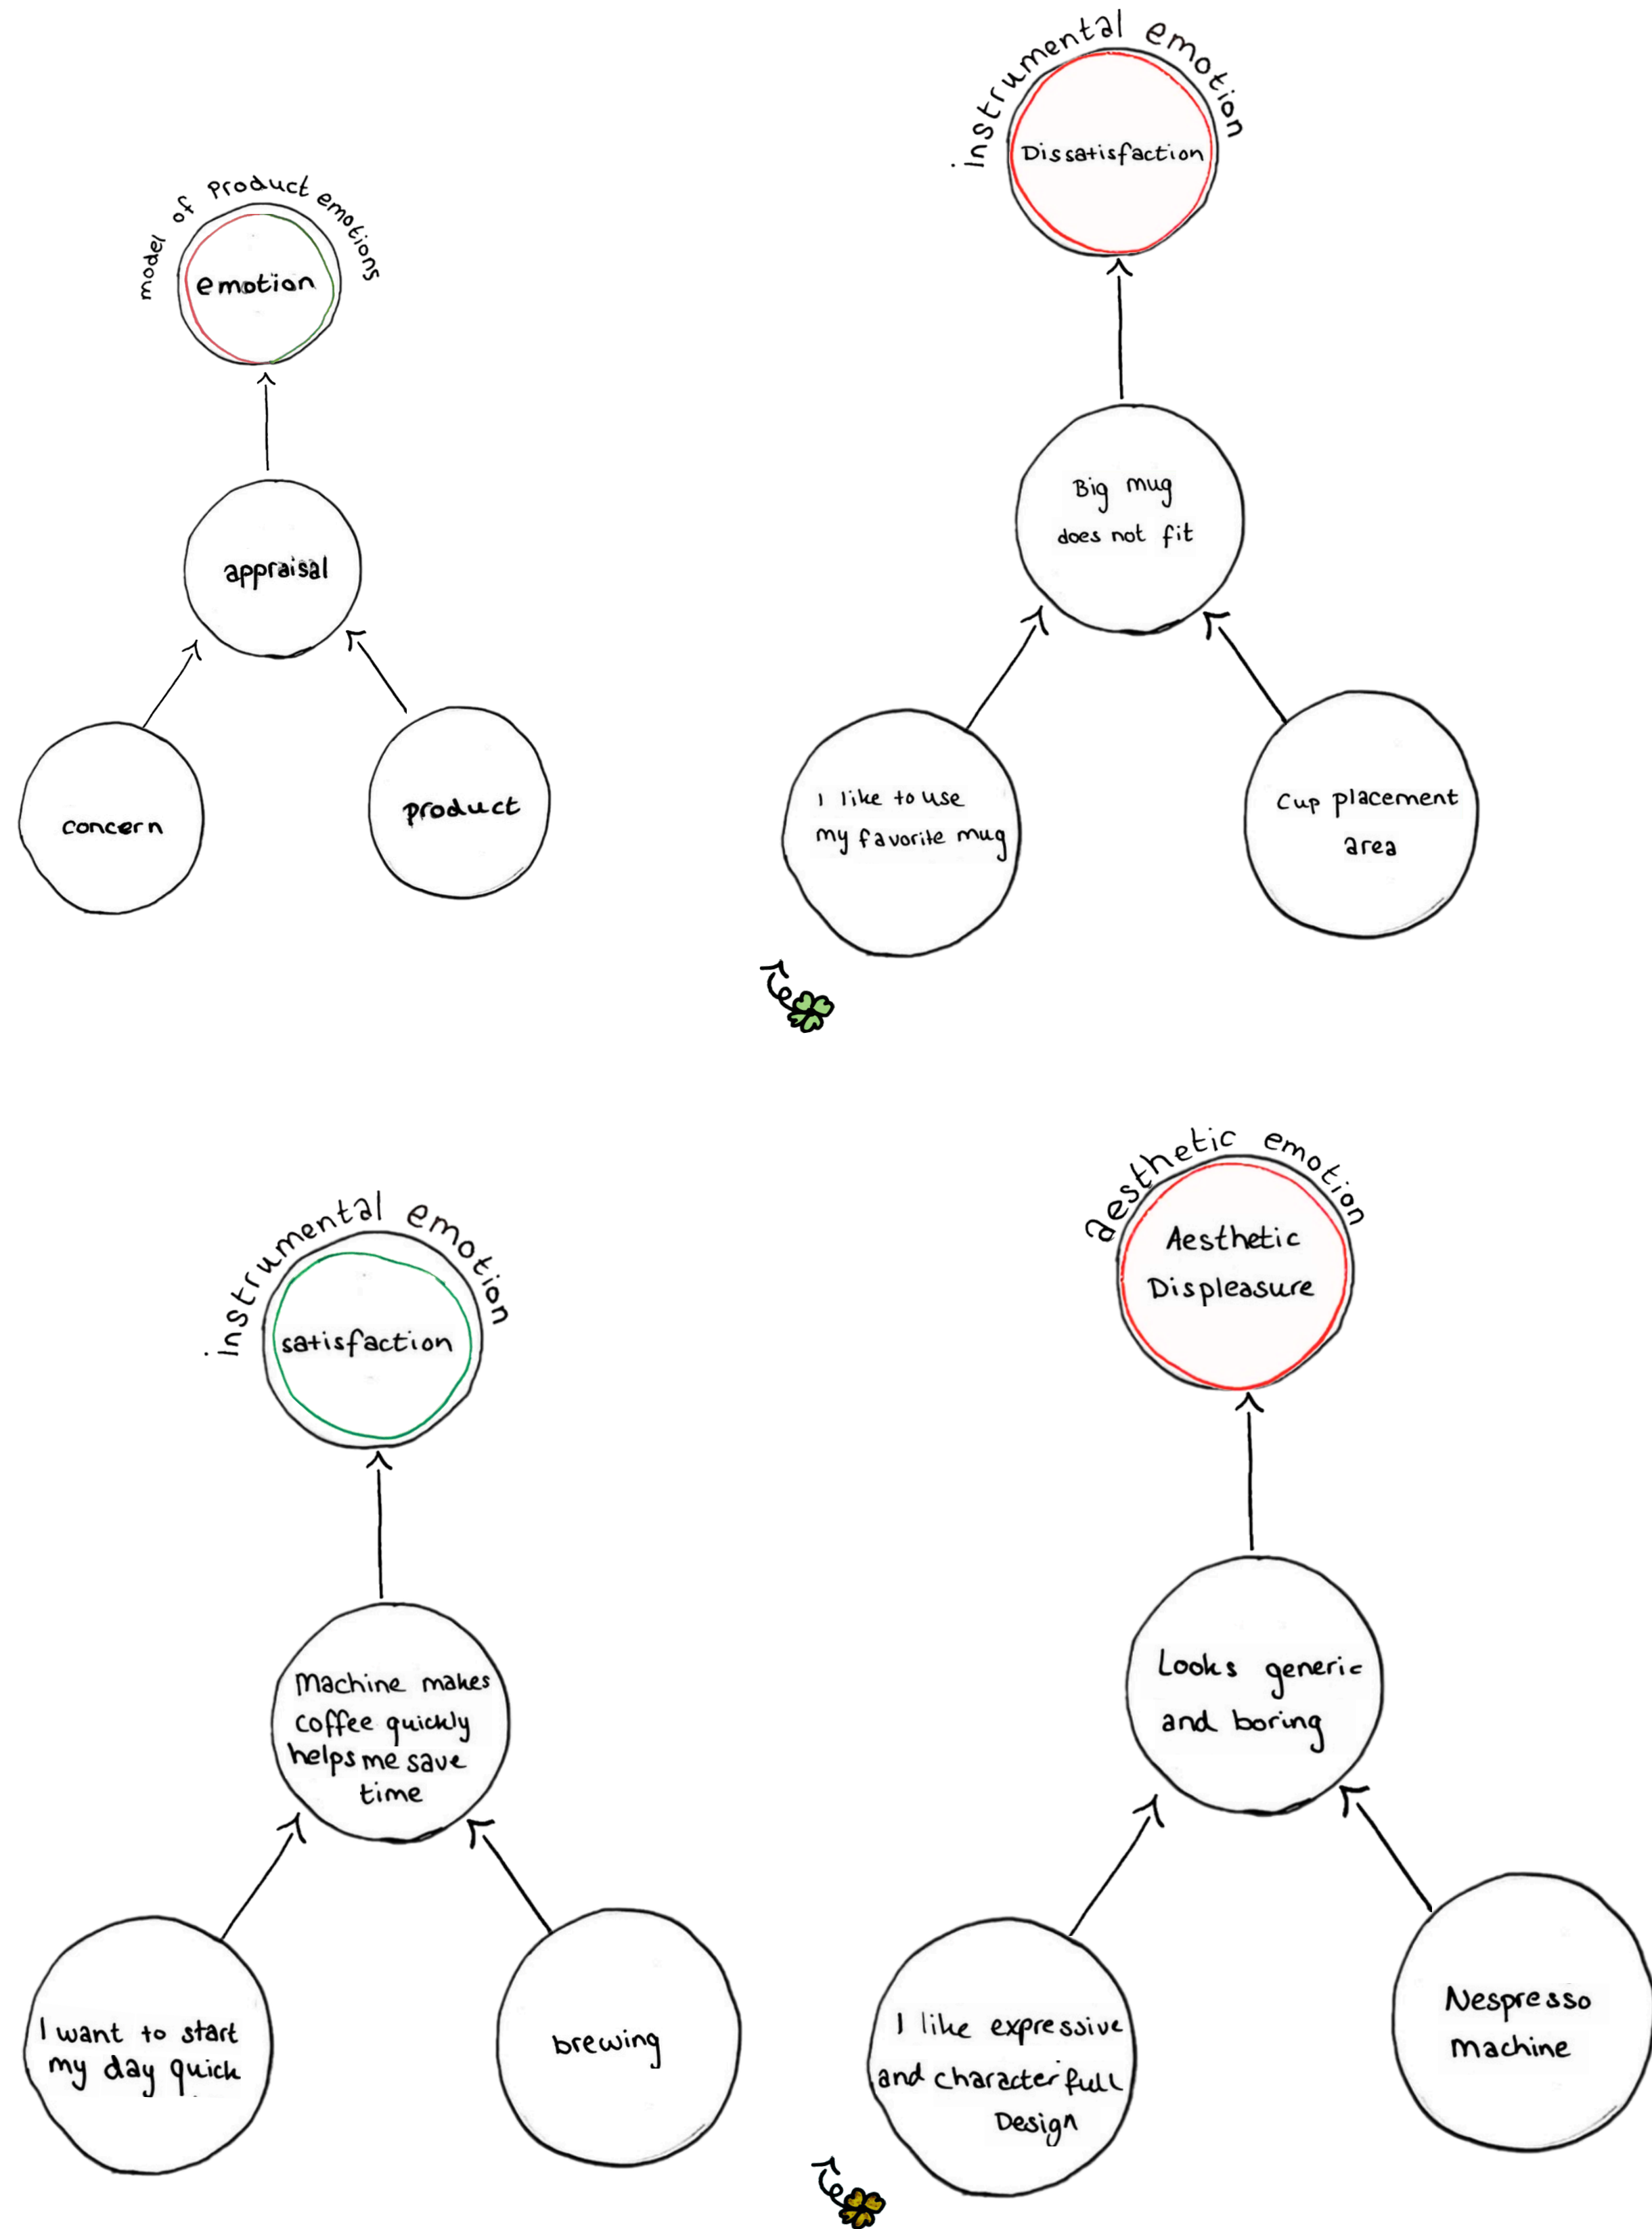 model of product emotions
emotion
appraisal
concern
product
instrumental emotion
Dissatisfaction
Big mug
does not fit
I like to use
my favorite mug
Cup placement
area
instrumental emotion
satisfaction
Machine makes
coffee quickly
helps me save
time
I want to start
my day quick
brewing
aesthetic emotion
Aesthetic
Displeasure
Looks generic
and boring
I like expressive
and characterfull
Design
Nespresso
machine